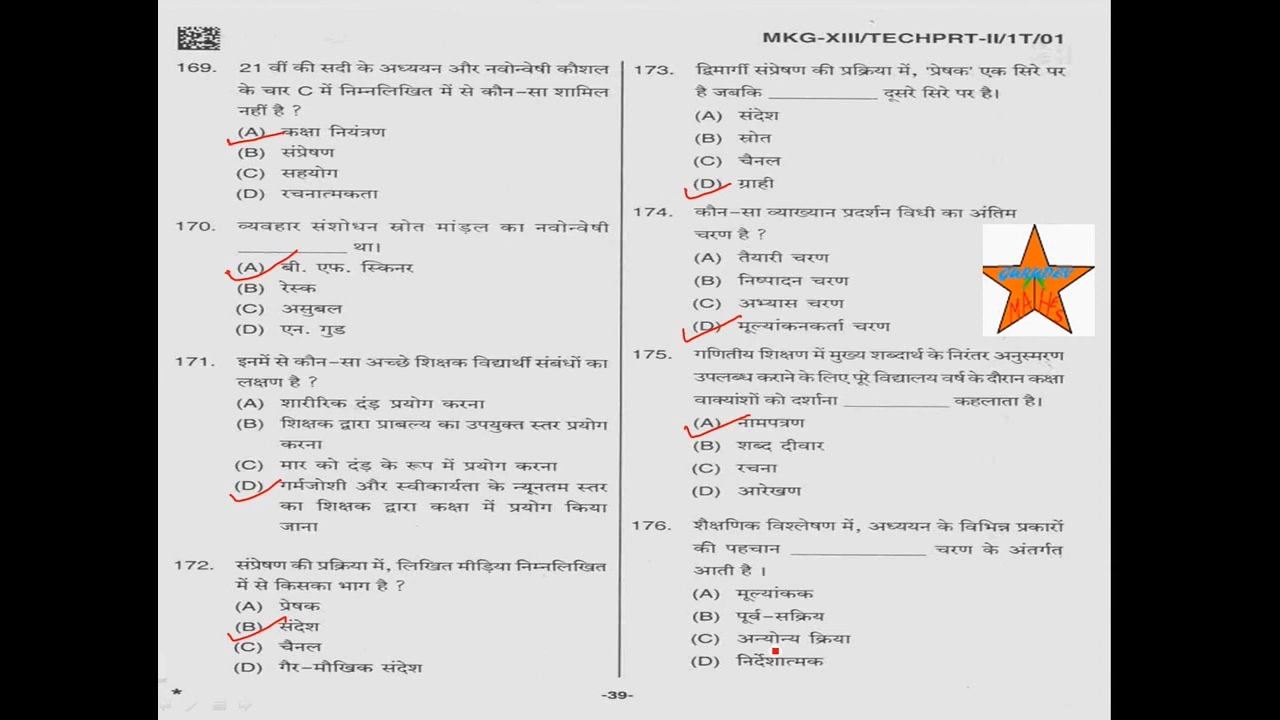 MKG-XIII/TECHPRT-II/1T/01
169. 21 वीं की सदी के अध्ययन और नवोन्वेषी कौशल
के चार C में निम्नलिखित में से कौन-सा शामिल
नहीं है ?
(A) कक्षा नियंत्रण
(B) संप्रेषण
(C) सहयोग
(D) रचनात्मकता
170. व्यवहार संशोधन स्रोत मांड़ल का नवोन्वेषी
____________ था।
(A) बी. एफ. स्किनर
(B) रेस्क
(C) असुबल
(D) एन. गुड
171. इनमें से कौन-सा अच्छे शिक्षक विद्यार्थी संबंधों का
लक्षण है ?
(A) शारीरिक दंड़ प्रयोग करना
(B) शिक्षक द्वारा प्राबल्य का उपयुक्त स्तर प्रयोग
करना
(C) मार को दंड़ के रूप में प्रयोग करना
(D) गर्मजोशी और स्वीकार्यता के न्यूनतम स्तर
का शिक्षक द्वारा कक्षा में प्रयोग किया
जाना
172. संप्रेषण की प्रक्रिया में, लिखित मीड़िया निम्नलिखित
में से किसका भाग है ?
(A) प्रेषक
(B) संदेश
(C) चैनल
(D) गैर-मौखिक संदेश
173. द्विमार्गी संप्रेषण की प्रक्रिया में, 'प्रेषक' एक सिरे पर
है जबकि ____________ दूसरे सिरे पर है।
(A) संदेश
(B) स्रोत
(C) चैनल
(D) ग्राही
174. कौन-सा व्याख्यान प्रदर्शन विधी का अंतिम
चरण है ?
(A) तैयारी चरण
(B) निष्पादन चरण
(C) अभ्यास चरण
(D) मूल्यांकनकर्ता चरण
175. गणितीय शिक्षण में मुख्य शब्दार्थ के निरंतर अनुस्मरण
उपलब्ध कराने के लिए पूरे विद्यालय वर्ष के दौरान कक्षा
वाक्यांशों को दर्शाना ____________ कहलाता है।
(A) नामपत्रण
(B) शब्द दीवार
(C) रचना
(D) आरेखण
176. शैक्षणिक विश्लेषण में, अध्ययन के विभिन्न प्रकारों
की पहचान ______________ चरण के अंतर्गत
आती है ।
(A) मूल्यांकक
(B) पूर्व-सक्रिय
(C) अन्योन्य क्रिया
(D) निर्देशात्मक
* -39-
GURUDEV
MATHS